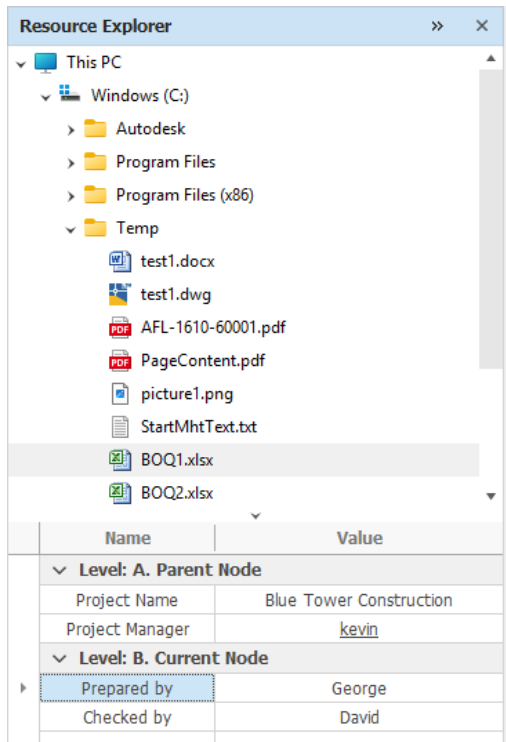 Resource Explorer
This PC
Windows (C:)
Autodesk
Program Files
Program Files (x86)
Temp
test1.docx
test1.dwg
PDF AFL-1610-60001.pdf
PDF PageContent.pdf
picture1.png
StartMhtText.txt
BOQ1.xlsx
BOQ2.xlsx
Name Value
Level: A. Parent Node
Project Name Blue Tower Construction
Project Manager kevin
Level: B. Current Node
Prepared by George
Checked by David